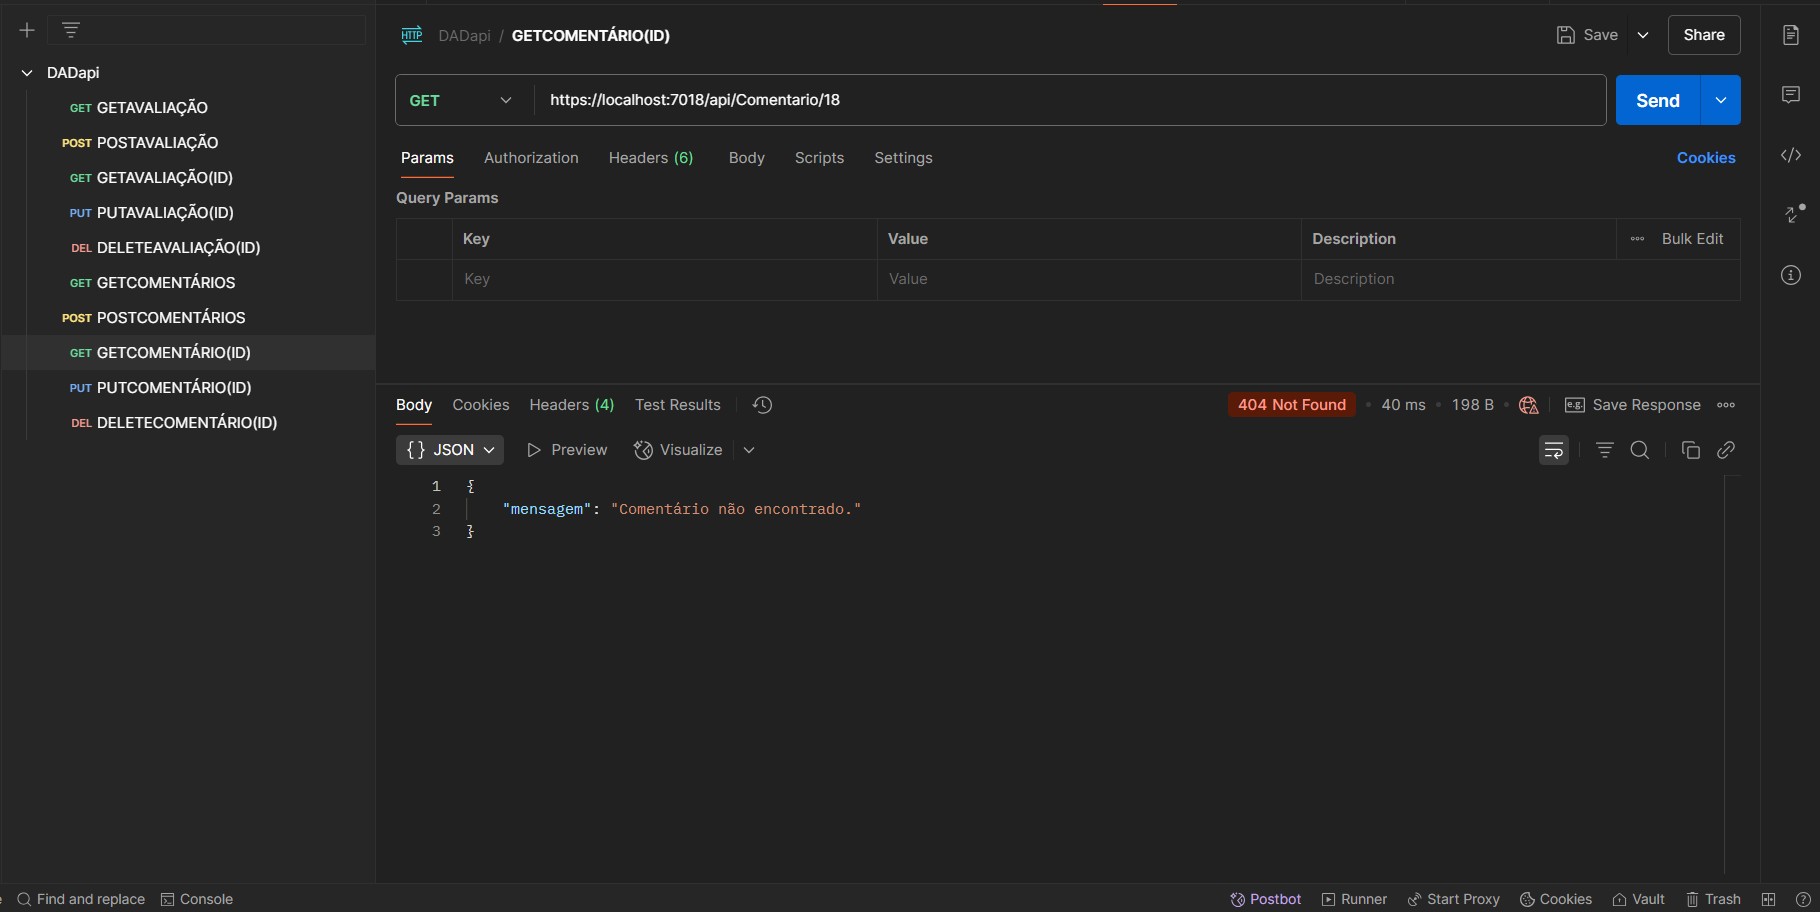 DADapi / GETCOMENTÁRIO(ID)
Save
Share
DADapi
GET GETAVALIAÇÃO
POST POSTAVALIAÇÃO
GET GETAVALIAÇÃO(ID)
PUT PUTAVALIAÇÃO(ID)
DEL DELETEAVALIAÇÃO(ID)
GET GETCOMENTÁRIOS
POST POSTCOMENTÁRIOS
GET GETCOMENTÁRIO(ID)
PUT PUTCOMENTÁRIO(ID)
DEL DELETECOMENTÁRIO(ID)
HTTP
GET https://localhost:7018/api/Comentario/18 Send
Params Authorization Headers (6) Body Scripts Settings Cookies
Query Params
Key Value Description Bulk Edit
Key Value Description
Body Cookies Headers (4) Test Results 404 Not Found • 40 ms • 198 B • e.g. Save Response
{} JSON Preview Visualize
1 {
2 "mensagem": "Comentário não encontrado."
3 }
Find and replace Console Postbot Runner Start Proxy Cookies Vault Trash